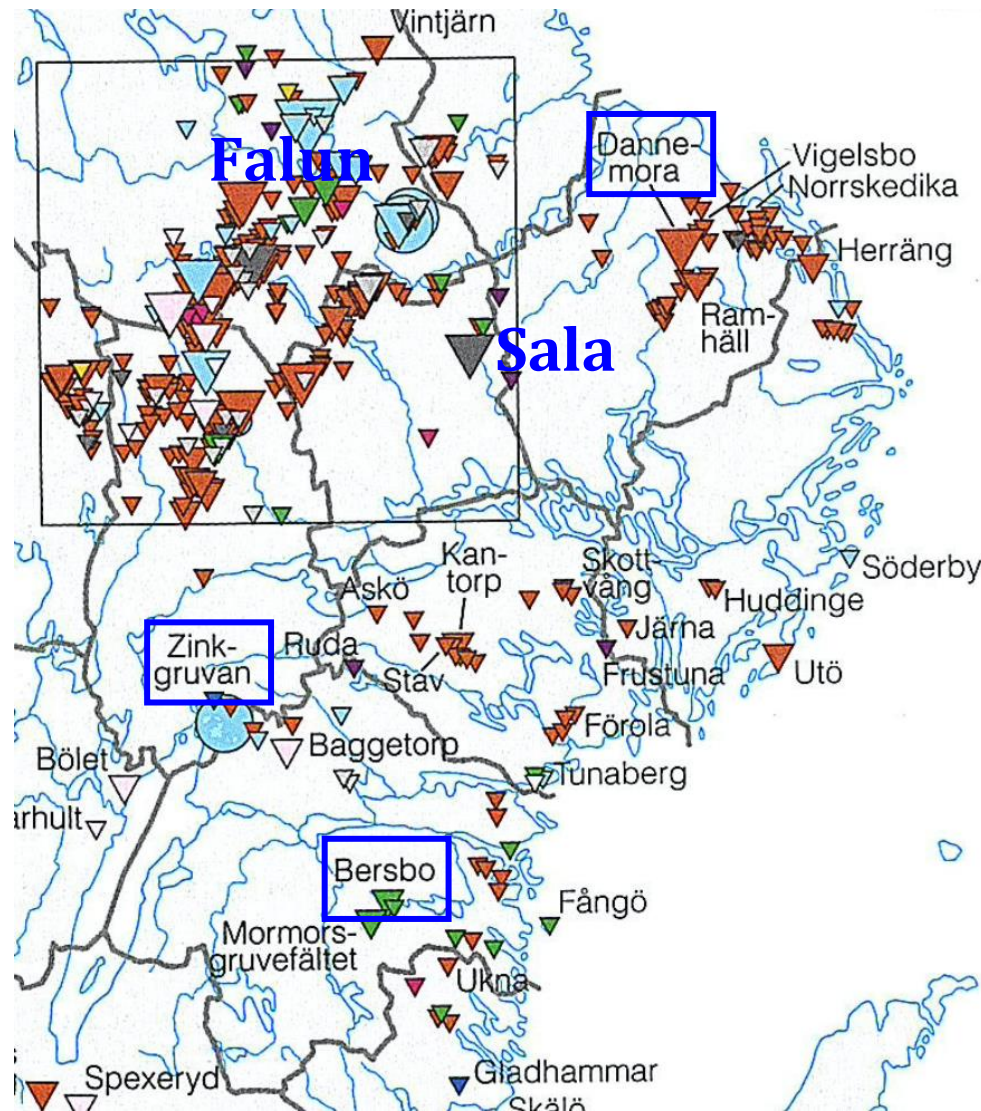 Vintjärn
Falun
Danne-
mora
Vigelsbo
Norrskedika
Herräng
Ram-
häll
Sala
Kan-
torp
Askö
Skott-
vång
Söderby
Huddinge
Järna
Zink-
gruvan
Ruda
Stav
Frustuna
Utö
Förola
Baggetorp
Bölet
Tunaberg
arhult
Bersbo
Fångö
Mormors-
gruvefältet
Ukna
Spexeryd
Gladhammar
Skälö